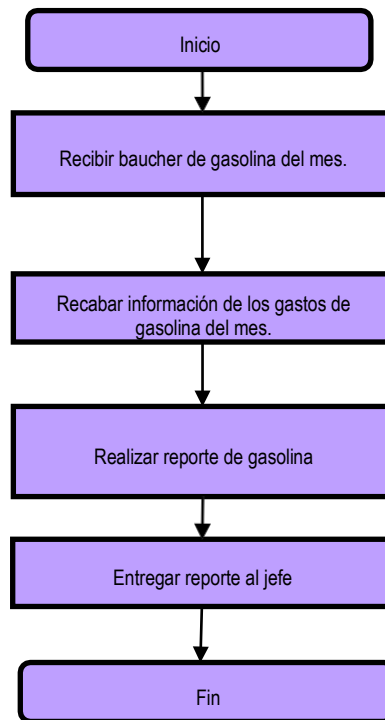 Inicio
Recibir baucher de gasolina del mes.
Recabar información de los gastos de
gasolina del mes.
Realizar reporte de gasolina
Entregar reporte al jefe
Fin